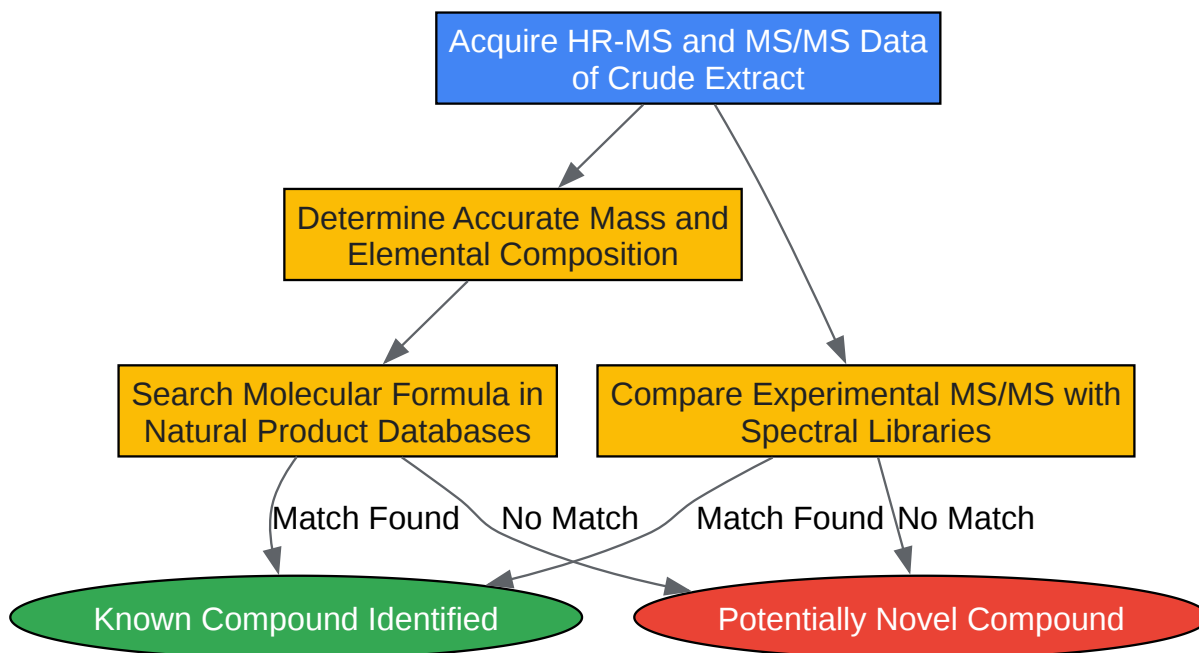 Acquire HR-MS and MS/MS Data
of Crude Extract
Determine Accurate Mass and
Elemental Composition
Search Molecular Formula in
Natural Product Databases
Compare Experimental MS/MS with
Spectral Libraries
Match Found
No Match
Match Found
No Match
Known Compound Identified
Potentially Novel Compound